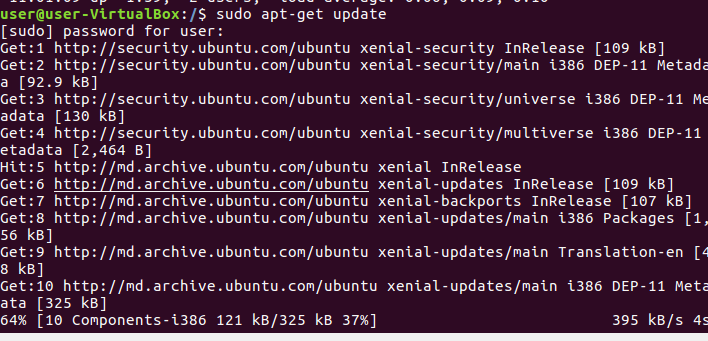 user@user-VirtualBox:/$ sudo apt-get update
[sudo] password for user:
Get:1 http://security.ubuntu.com/ubuntu xenial-security InRelease [109 kB]
Get:2 http://security.ubuntu.com/ubuntu xenial-security/main i386 DEP-11 Metad
a [92.9 kB]
Get:3 http://security.ubuntu.com/ubuntu xenial-security/universe i386 DEP-11 Me
adata [130 kB]
Get:4 http://security.ubuntu.com/ubuntu xenial-security/multiverse i386 DEP-11
etadata [2,464 B]
Hit:5 http://md.archive.ubuntu.com/ubuntu xenial InRelease
Get:6 http://md.archive.ubuntu.com/ubuntu xenial-updates InRelease [109 kB]
Get:7 http://md.archive.ubuntu.com/ubuntu xenial-backports InRelease [107 kB]
Get:8 http://md.archive.ubuntu.com/ubuntu xenial-updates/main i386 Packages [1,
56 kB]
Get:9 http://md.archive.ubuntu.com/ubuntu xenial-updates/main Translation-en [4
8 kB]
Get:10 http://md.archive.ubuntu.com/ubuntu xenial-updates/main i386 DEP-11 Meta
ata [325 kB]
64% [10 Components-i386 121 kB/325 kB 37%] 395 kB/s 4s